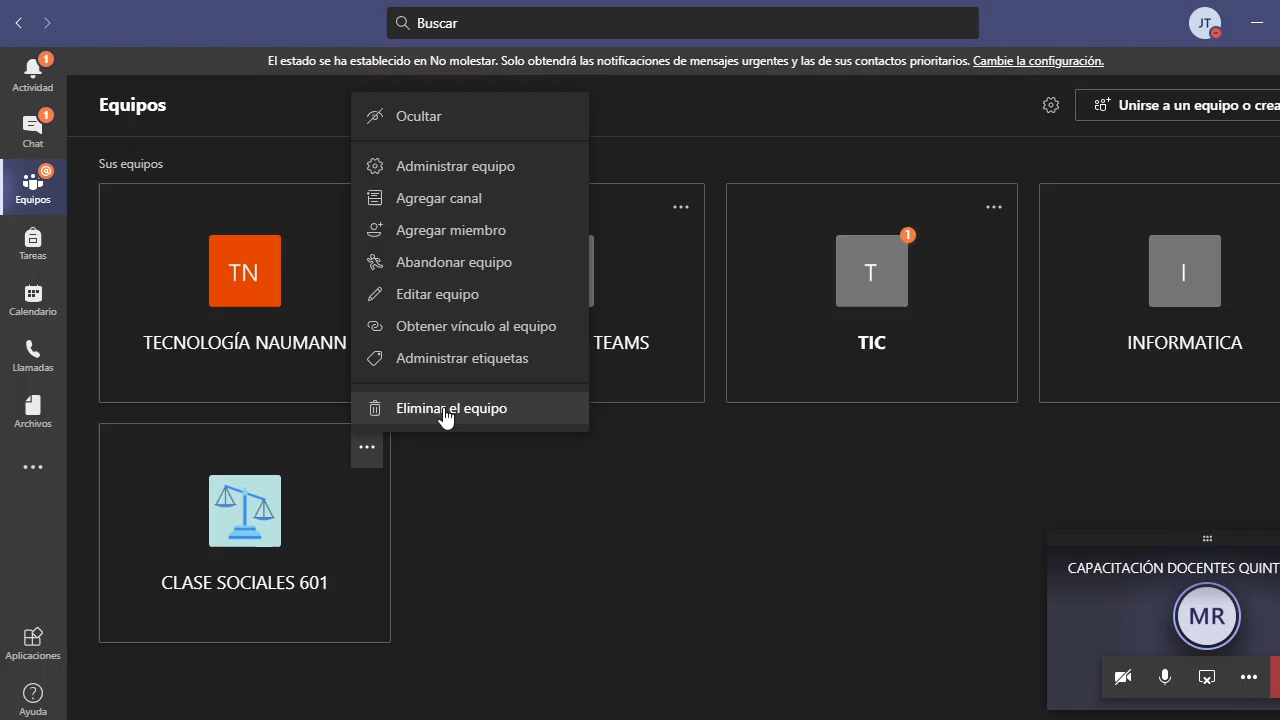 Buscar
JT
El estado se ha establecido en No molestar. Solo obtendrá las notificaciones de mensajes urgentes y las de sus contactos prioritarios. Cambie la configuración.
1
Actividad
1
Chat
@
Equipos
Tareas
Calendario
Llamadas
Archivos
Aplicaciones
Ayuda
Equipos
Unirse a un equipo o crea
Sus equipos
Ocultar
Administrar equipo
Agregar canal
Agregar miembro
Abandonar equipo
Editar equipo
Obtener vínculo al equipo
Administrar etiquetas
Eliminar el equipo
TN
TECNOLOGÍA NAUMANN
TEAMS
1
T
TIC
I
INFORMATICA
CLASE SOCIALES 601
CAPACITACIÓN DOCENTES QUINT
MR